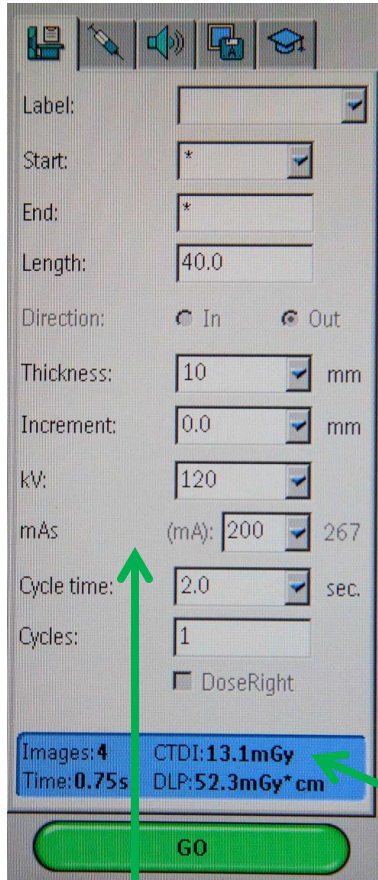 Label:
Start: *
End: *
Length: 40.0
Direction: In Out
Thickness: 10 mm
Increment: 0.0 mm
kV: 120
mAs (mA): 200 267
Cycle time: 2.0 sec.
Cycles: 1
DoseRight
Images:4 CTDI:13.1mGy
Time:0.75s DLP:52.3mGy*cm
GO